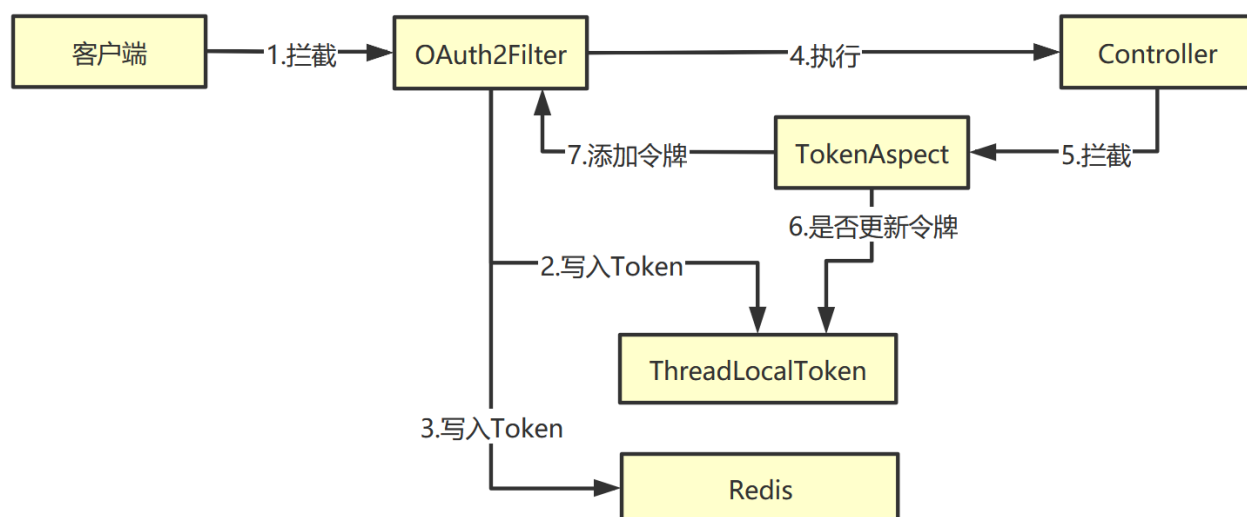 客户端
1.拦截
OAuth2Filter
4.执行
Controller
7.添加令牌
TokenAspect
5.拦截
6.是否更新令牌
2.写入Token
ThreadLocalToken
3.写入Token
Redis